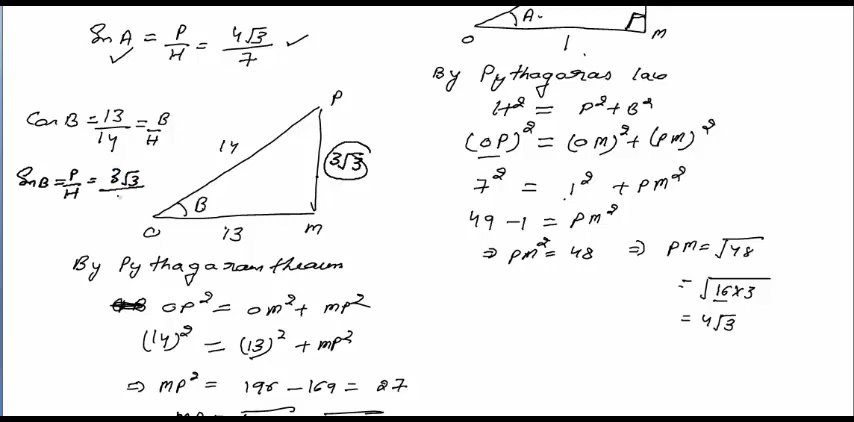 Sin A = P/H = 4√3/7 ✓
Cos B = 13/14 = B/H
Sin B = P/H = 3√3
P
14
3√3
B
O 13 M
By Pythagoram theorem
OP² = OM² + MP²
(14)² = (13)² + MP²
⇒ MP² = 196 − 169 = 27
A
O 1 M
By Pythagoras law
H² = P² + B²
(OP)² = (OM)² + (PM)²
7² = 1² + PM²
49 − 1 = PM²
⇒ PM² = 48 ⇒ PM = √48
= √16×3
= 4√3